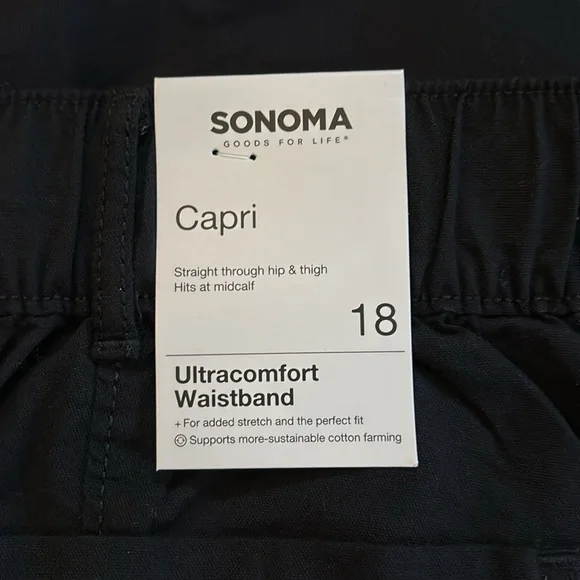 SONOMA
GOODS FOR LIFE®
Capri
Straight through hip & thigh
Hits at midcalf
18
Ultracomfort
Waistband
+ For added stretch and the perfect fit
Supports more-sustainable cotton farming